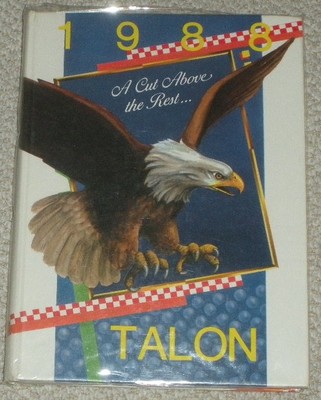 1988
A Cut Above
the Rest...
TALON